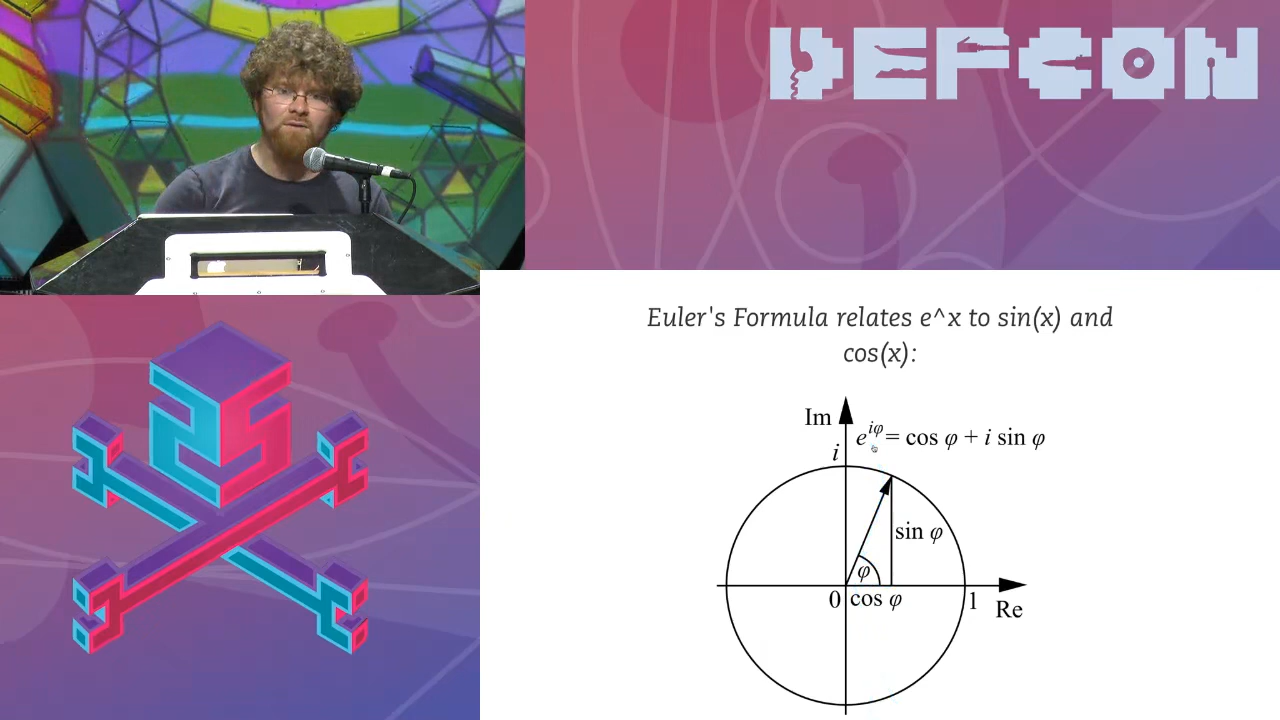 DEFCON
Euler's Formula relates e^x to sin(x) and
cos(x):
Im
i
e^{iφ} = cos φ + i sin φ
sin φ
φ
0
cos φ
1
Re